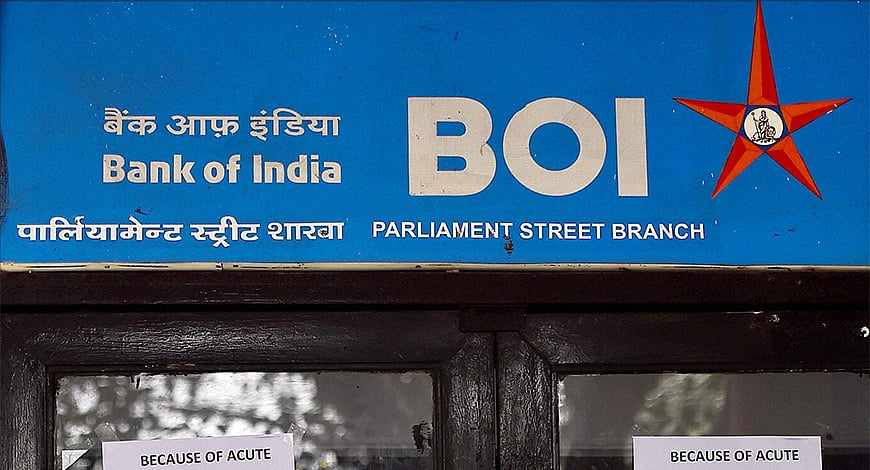 बैंक आफ़ इंडिया
Bank of India
BOI
पार्लियामेन्ट स्ट्रीट शाखा
PARLIAMENT STREET BRANCH
BECAUSE OF ACUTE
BECAUSE OF ACUTE